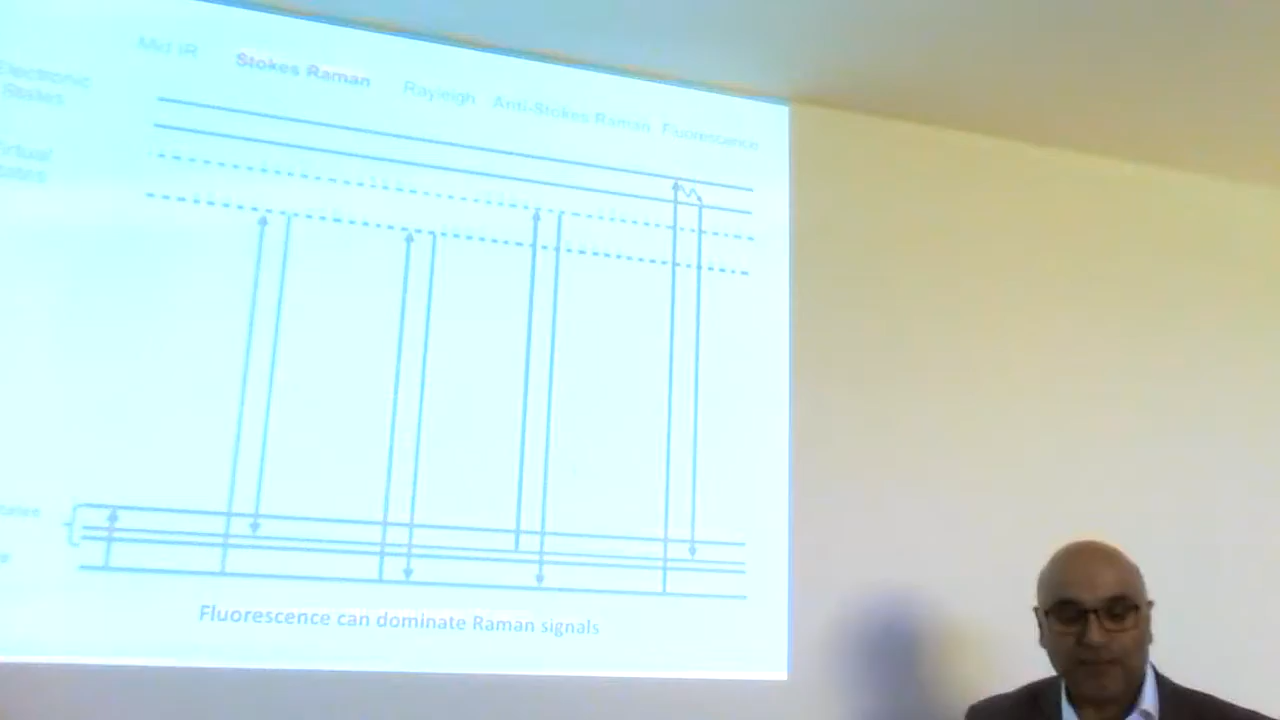 Mid IR
Stokes Raman
Rayleigh
Anti-Stokes Raman
Fluorescence
Electronic
States
Virtual
States
Fluorescence can dominate Raman signals